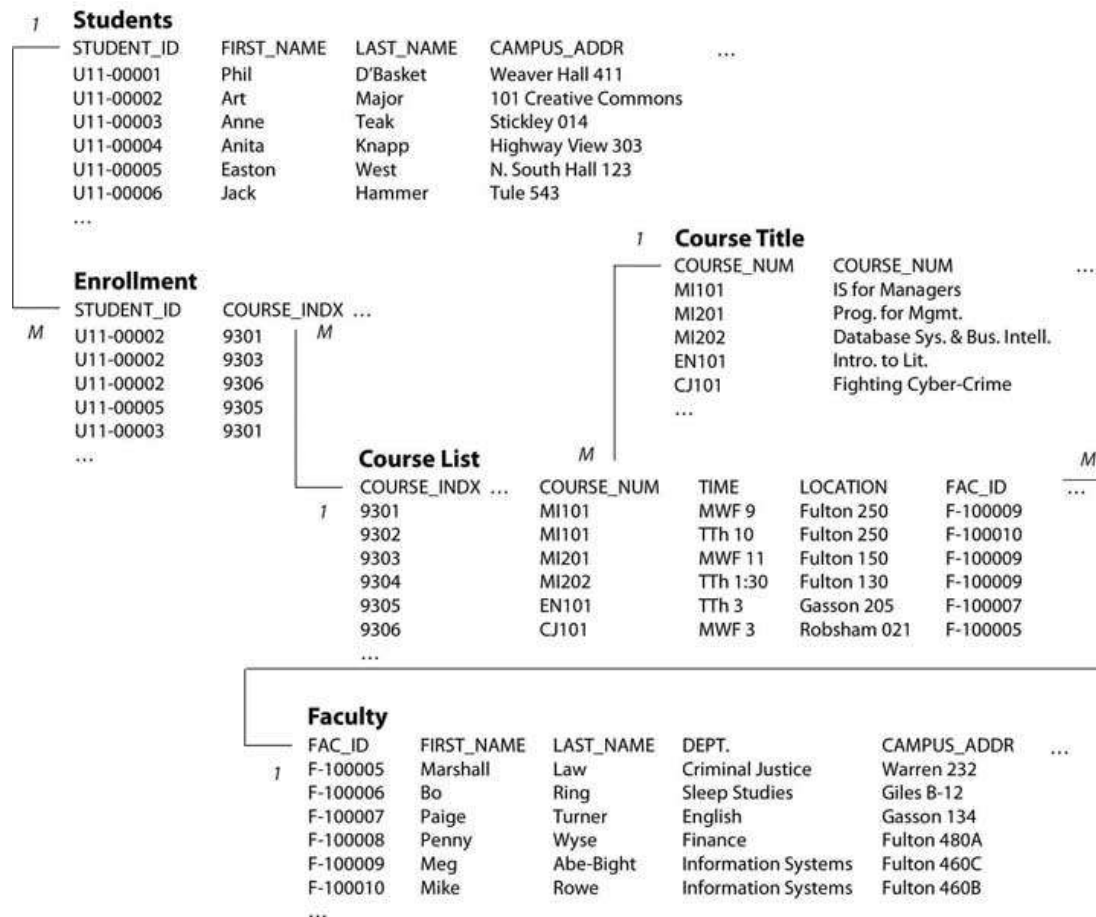 1 Students
STUDENT_ID FIRST_NAME LAST_NAME CAMPUS_ADDR ...
U11-00001 Phil D'Basket Weaver Hall 411
U11-00002 Art Major 101 Creative Commons
U11-00003 Anne Teak Stickley 014
U11-00004 Anita Knapp Highway View 303
U11-00005 Easton West N. South Hall 123
U11-00006 Jack Hammer Tule 543
...
1 Course Title
COURSE_NUM COURSE_NUM ...
MI101 IS for Managers
MI201 Prog. for Mgmt.
MI202 Database Sys. & Bus. Intell.
EN101 Intro. to Lit.
CJ101 Fighting Cyber-Crime
...
Enrollment
STUDENT_ID COURSE_INDX ...
M U11-00002 9301 M
U11-00002 9303
U11-00002 9306
U11-00005 9305
U11-00003 9301
...
Course List M M
COURSE_INDX ... COURSE_NUM TIME LOCATION FAC_ID ...
1 9301 MI101 MWF 9 Fulton 250 F-100009
9302 MI101 TTh 10 Fulton 250 F-100010
9303 MI201 MWF 11 Fulton 150 F-100009
9304 MI202 TTh 1:30 Fulton 130 F-100009
9305 EN101 TTh 3 Gasson 205 F-100007
9306 CJ101 MWF 3 Robsham 021 F-100005
...
Faculty
FAC_ID FIRST_NAME LAST_NAME DEPT. CAMPUS_ADDR ...
1 F-100005 Marshall Law Criminal Justice Warren 232
F-100006 Bo Ring Sleep Studies Giles B-12
F-100007 Paige Turner English Gasson 134
F-100008 Penny Wyse Finance Fulton 480A
F-100009 Meg Abe-Bight Information Systems Fulton 460C
F-100010 Mike Rowe Information Systems Fulton 460B
...